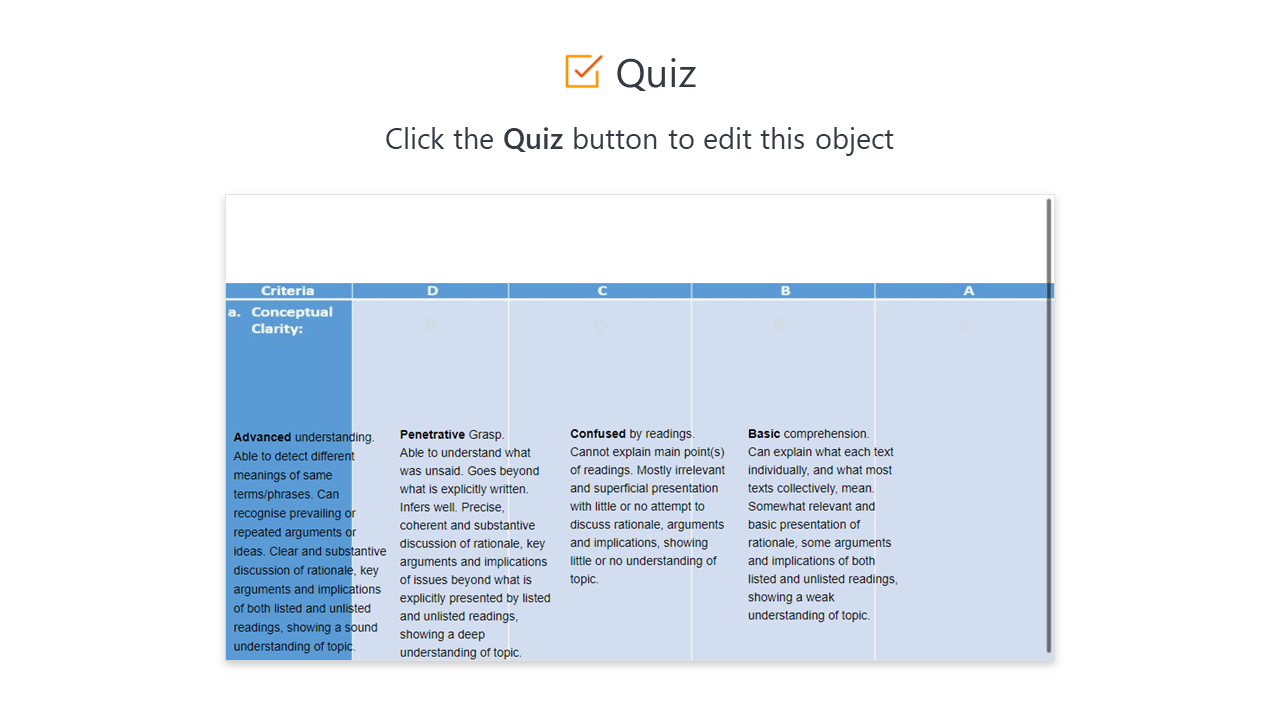 Quiz
Click the Quiz button to edit this object
Criteria D C B A
a. Conceptual
Clarity:
Advanced understanding.
Able to detect different
meanings of same
terms/phrases. Can
recognise prevailing or
repeated arguments or
ideas. Clear and substantive
discussion of rationale, key
arguments and implications
of both listed and unlisted
readings, showing a sound
understanding of topic.
Penetrative Grasp.
Able to understand what
was unsaid. Goes beyond
what is explicitly written.
Infers well. Precise,
coherent and substantive
discussion of rationale, key
arguments and implications
of issues beyond what is
explicitly presented by listed
and unlisted readings,
showing a deep
understanding of topic.
Confused by readings.
Cannot explain main point(s)
of readings. Mostly irrelevant
and superficial presentation
with little or no attempt to
discuss rationale, arguments
and implications, showing
little or no understanding of
topic.
Basic comprehension.
Can explain what each text
individually, and what most
texts collectively, mean.
Somewhat relevant and
basic presentation of
rationale, some arguments
and implications of both
listed and unlisted readings,
showing a weak
understanding of topic.